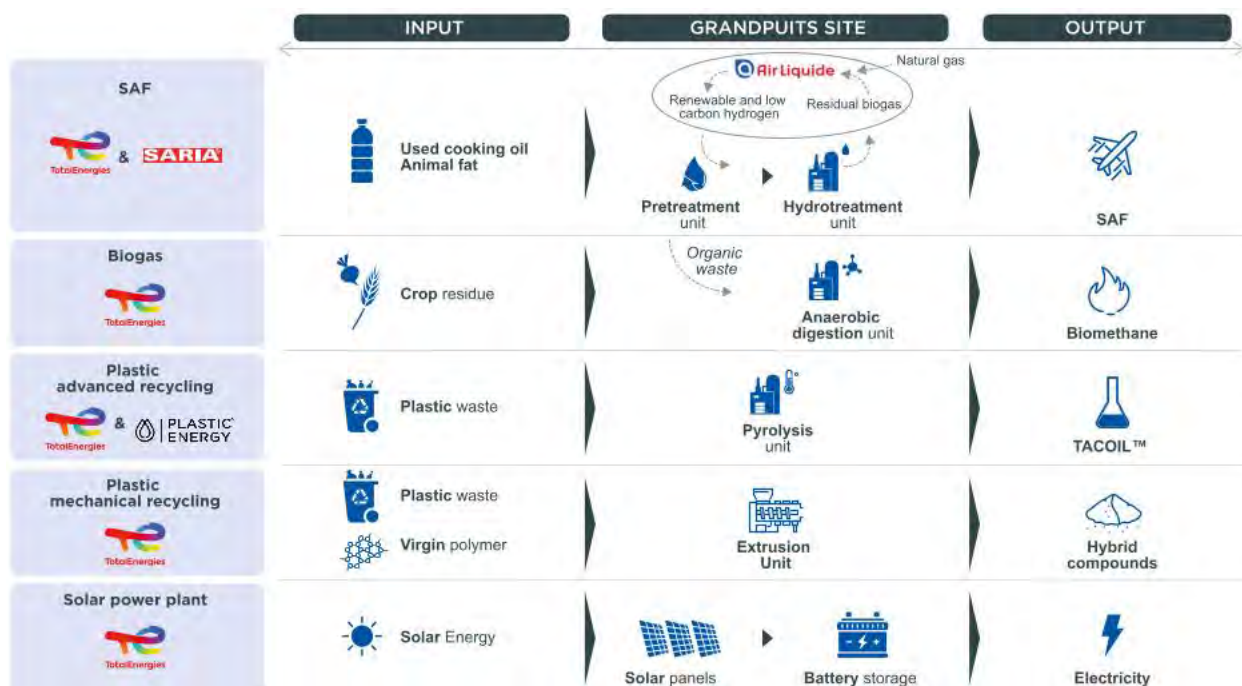 INPUT
GRANDPUITS SITE
OUTPUT
SAF
TotalEnergies
&
SARIA
Used cooking oil
Animal fat
Air Liquide
Natural gas
Renewable and low
carbon hydrogen
Residual biogas
Pretreatment
unit
Hydrotreatment
unit
SAF
Biogas
TotalEnergies
Crop residue
Organic
waste
Anaerobic
digestion unit
Biomethane
Plastic
advanced recycling
TotalEnergies
&
PLASTIC
ENERGY
Plastic waste
Pyrolysis
unit
TACOIL™
Plastic
mechanical recycling
TotalEnergies
Plastic waste
Virgin polymer
Extrusion
Unit
Hybrid
compounds
Solar power plant
TotalEnergies
Solar Energy
Solar panels
Battery storage
Electricity